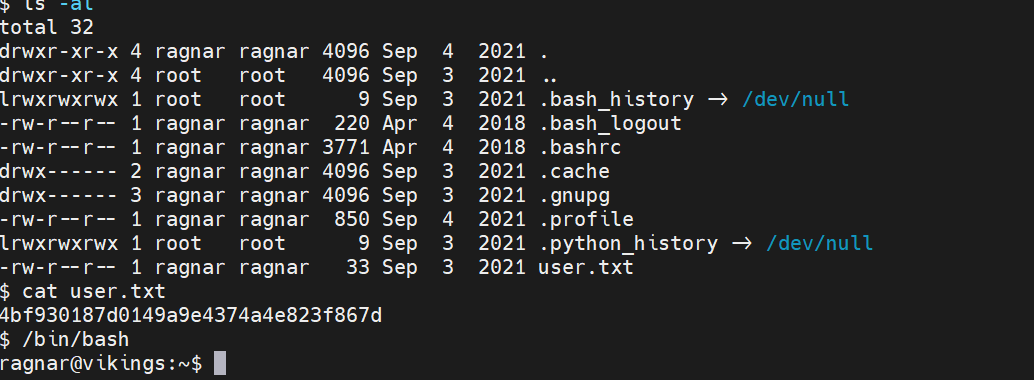 $ ls -al
total 32
drwxr-xr-x 4 ragnar ragnar 4096 Sep  4  2021 .
drwxr-xr-x 4 root   root   4096 Sep  3  2021 ..
lrwxrwxrwx 1 root   root      9 Sep  3  2021 .bash_history -> /dev/null
-rw-r--r-- 1 ragnar ragnar  220 Apr  4  2018 .bash_logout
-rw-r--r-- 1 ragnar ragnar 3771 Apr  4  2018 .bashrc
drwx------ 2 ragnar ragnar 4096 Sep  3  2021 .cache
drwx------ 3 ragnar ragnar 4096 Sep  3  2021 .gnupg
-rw-r--r-- 1 ragnar ragnar  850 Sep  4  2021 .profile
lrwxrwxrwx 1 root   root      9 Sep  3  2021 .python_history -> /dev/null
-rw-r--r-- 1 ragnar ragnar   33 Sep  3  2021 user.txt
$ cat user.txt
4bf930187d0149a9e4374a4e823f867d
$ /bin/bash
ragnar@vikings:~$